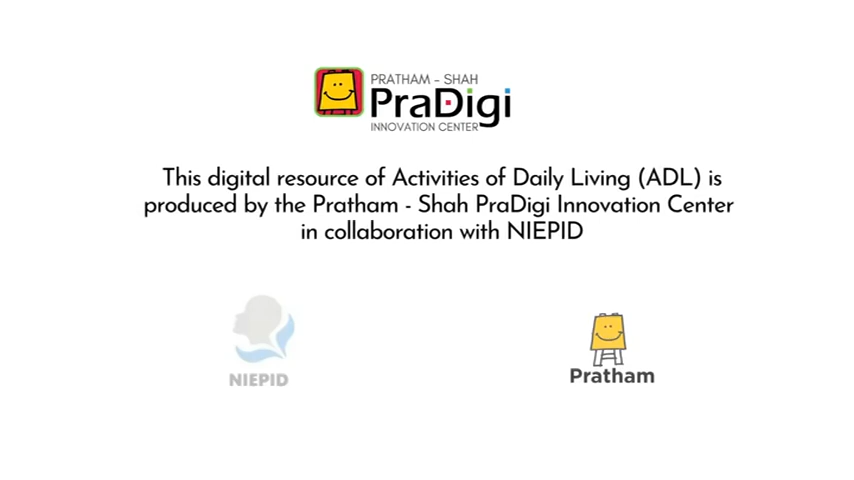 PRATHAM - SHAH
PraDigi
INNOVATION CENTER
This digital resource of Activities of Daily Living (ADL) is
produced by the Pratham - Shah PraDigi Innovation Center
in collaboration with NIEPID
NIEPID
Pratham